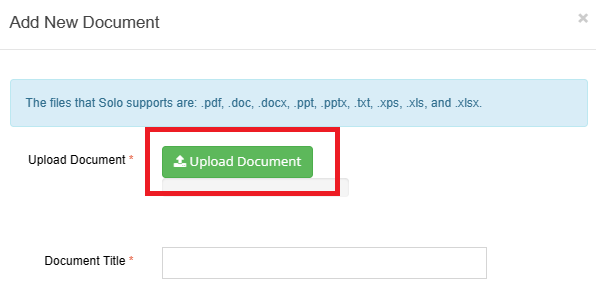 Add New Document ×
The files that Solo supports are: .pdf, .doc, .docx, .ppt, .pptx, .txt, .xps, .xls, and .xlsx.
Upload Document * Upload Document
Document Title *